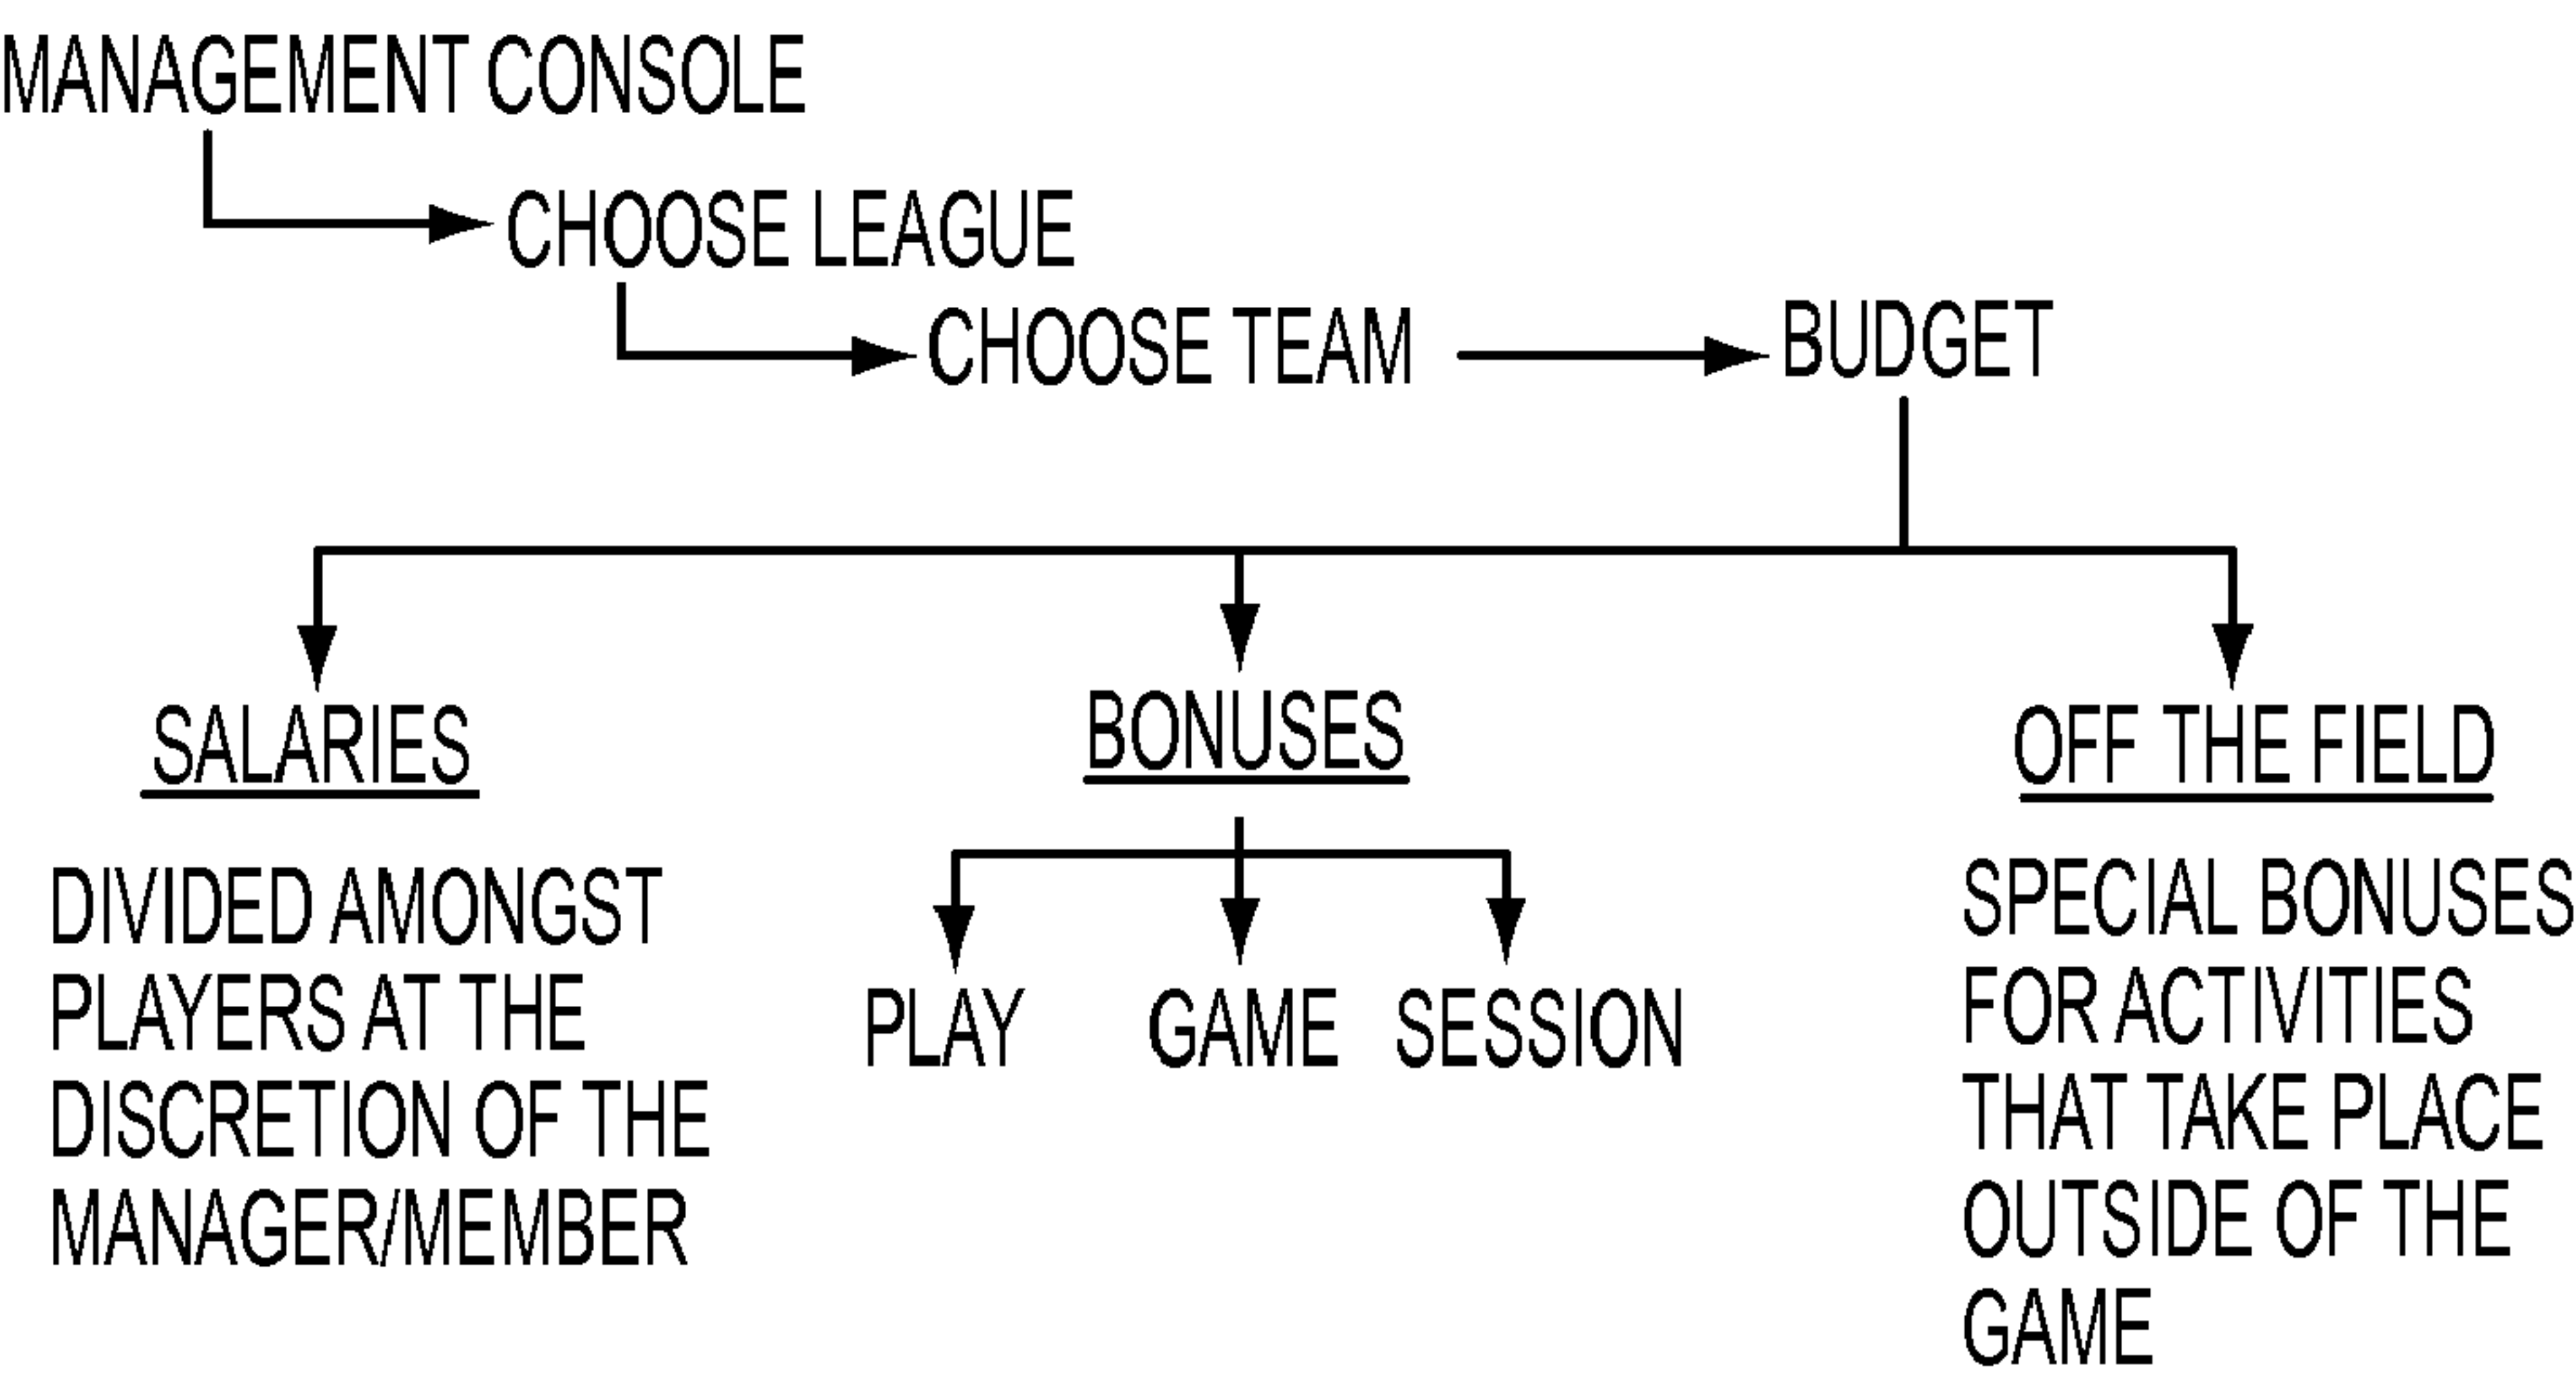 MANAGEMENT CONSOLE
CHOOSE LEAGUE
CHOOSE TEAM
BUDGET
SALARIES
DIVIDED AMONGST
PLAYERS AT THE
DISCRETION OF THE
MANAGER/MEMBER
BONUSES
PLAY
GAME
SESSION
OFF THE FIELD
SPECIAL BONUSES
FOR ACTIVITIES
THAT TAKE PLACE
OUTSIDE OF THE
GAME